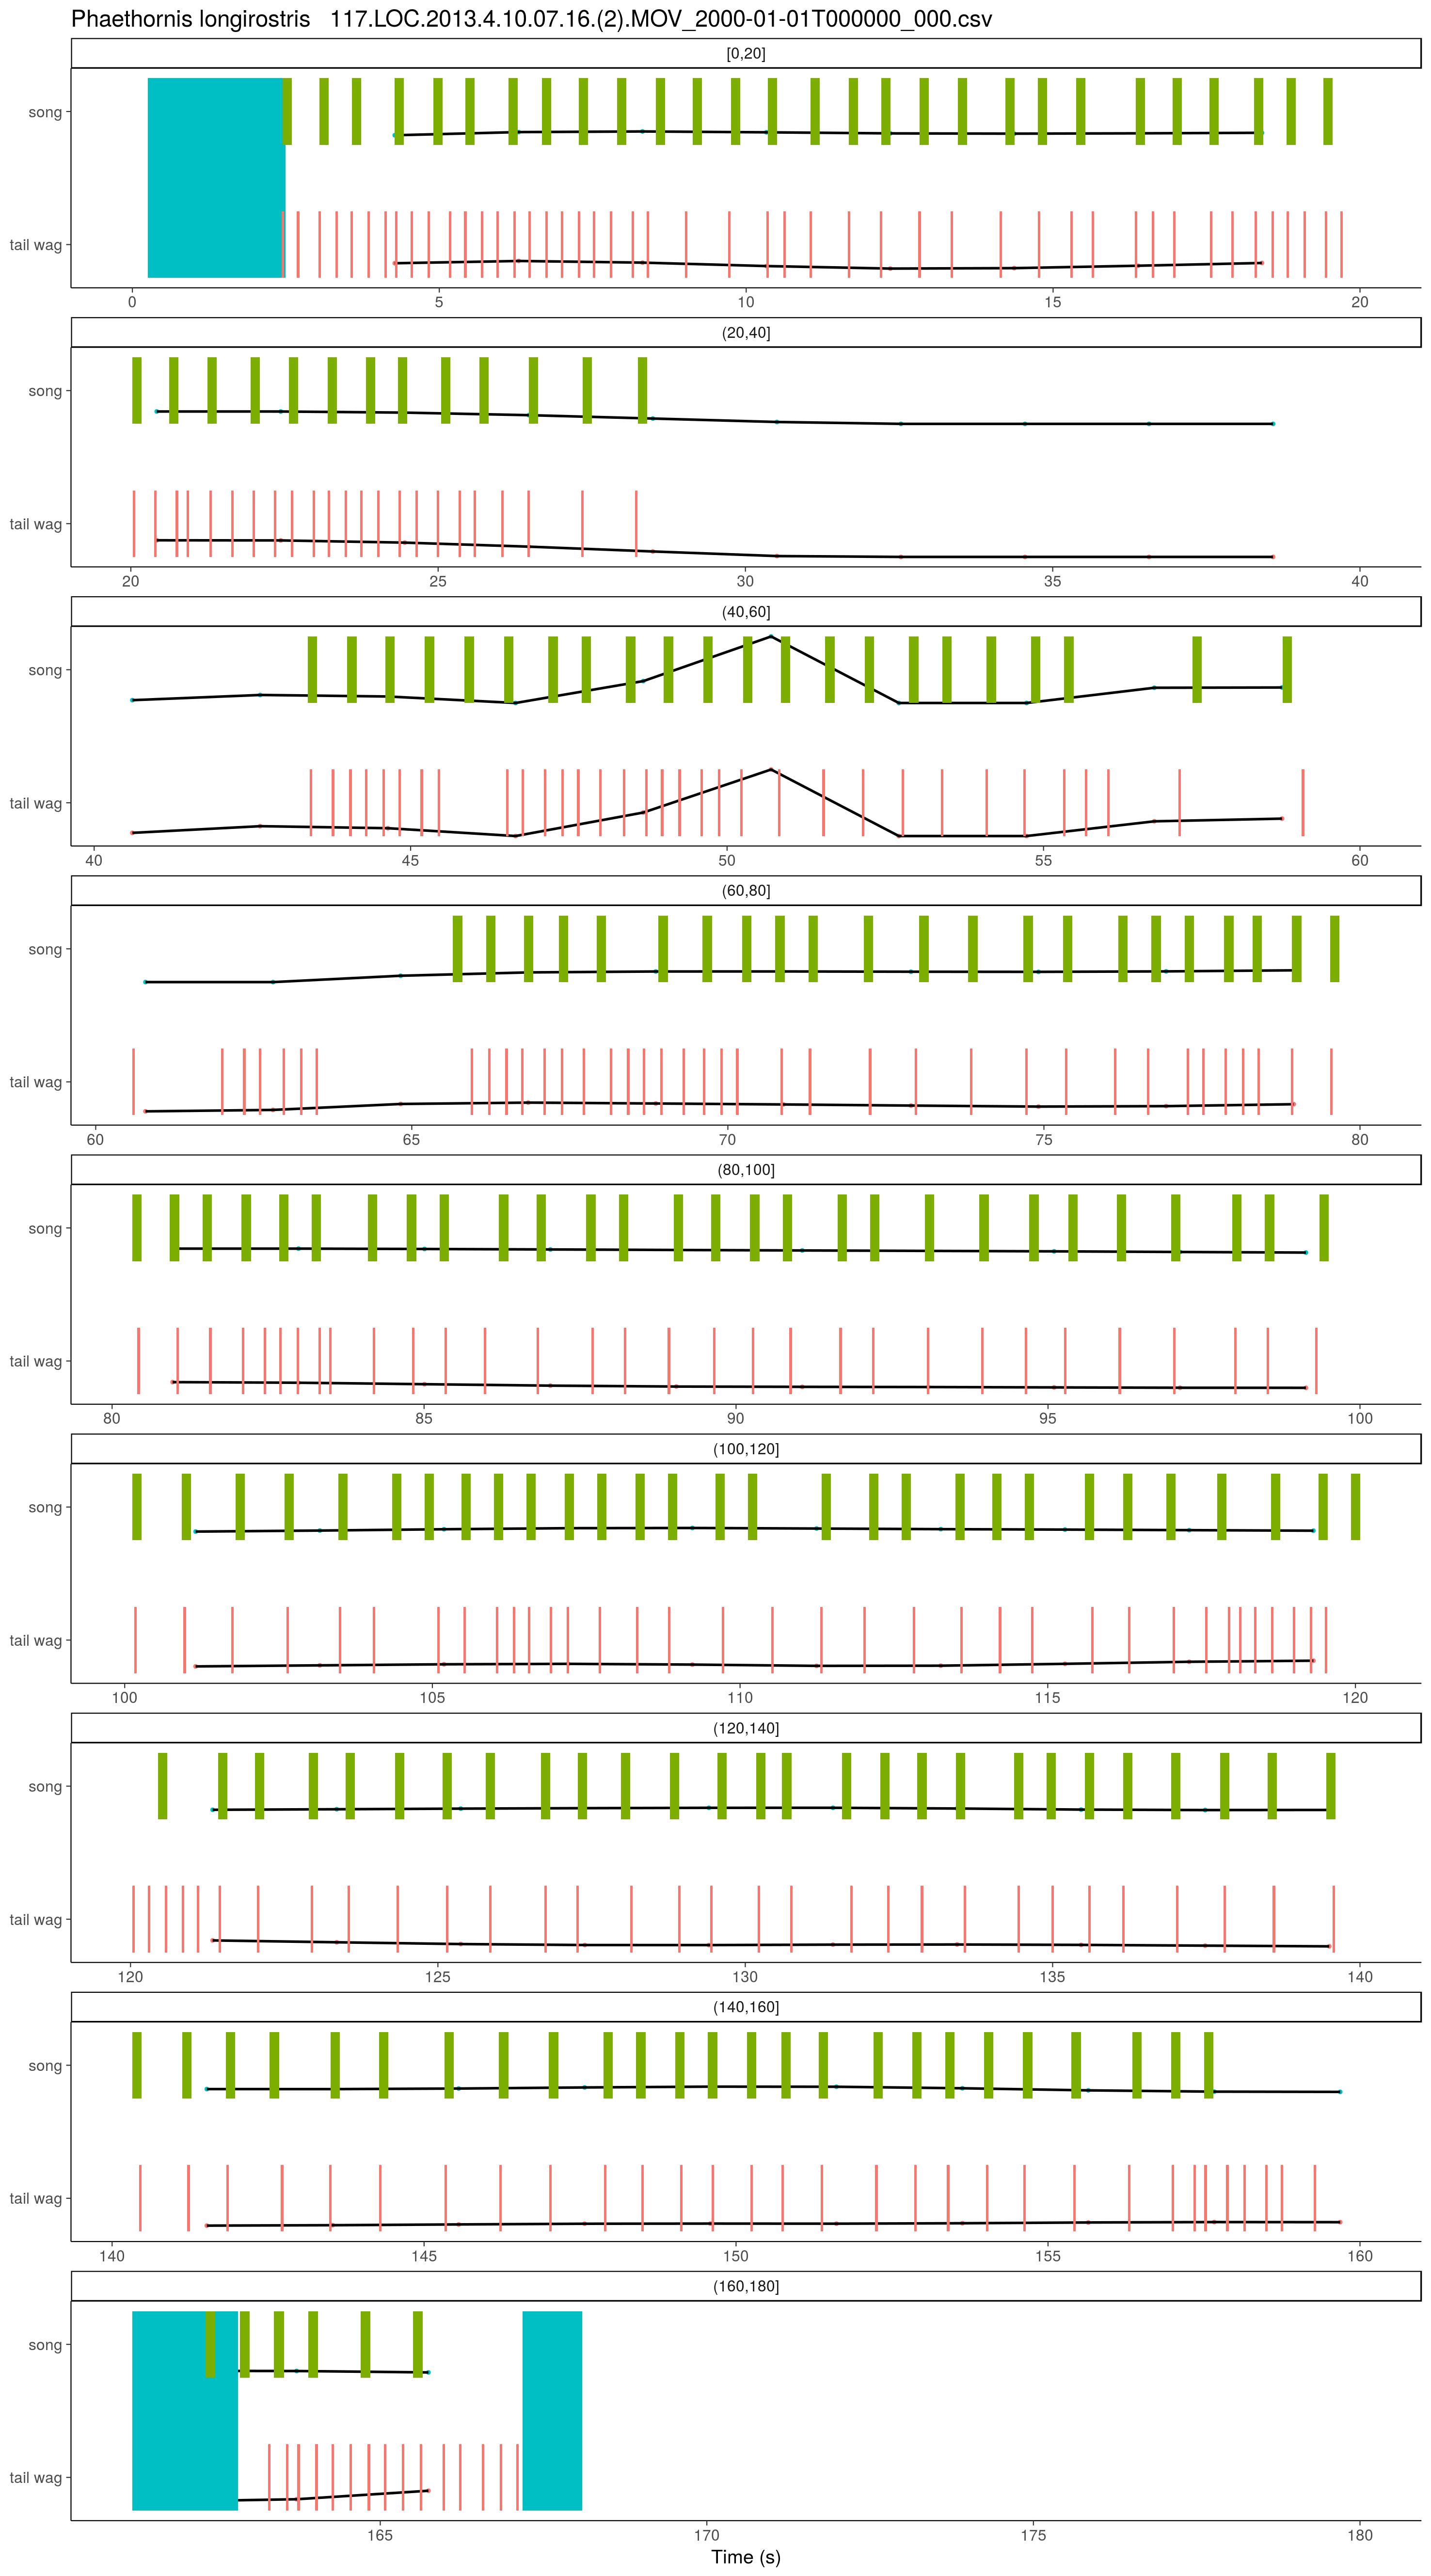 Phaethornis longirostris 117.LOC.2013.4.10.07.16.(2).MOV_2000-01-01T000000_000.csv
[0,20]
song
tail wag
0 5 10 15 20
(20,40]
song
tail wag
20 25 30 35 40
(40,60]
song
tail wag
40 45 50 55 60
(60,80]
song
tail wag
60 65 70 75 80
(80,100]
song
tail wag
80 85 90 95 100
(100,120]
song
tail wag
100 105 110 115 120
(120,140]
song
tail wag
120 125 130 135 140
(140,160]
song
tail wag
140 145 150 155 160
(160,180]
song
tail wag
165 170 175 180
Time (s)